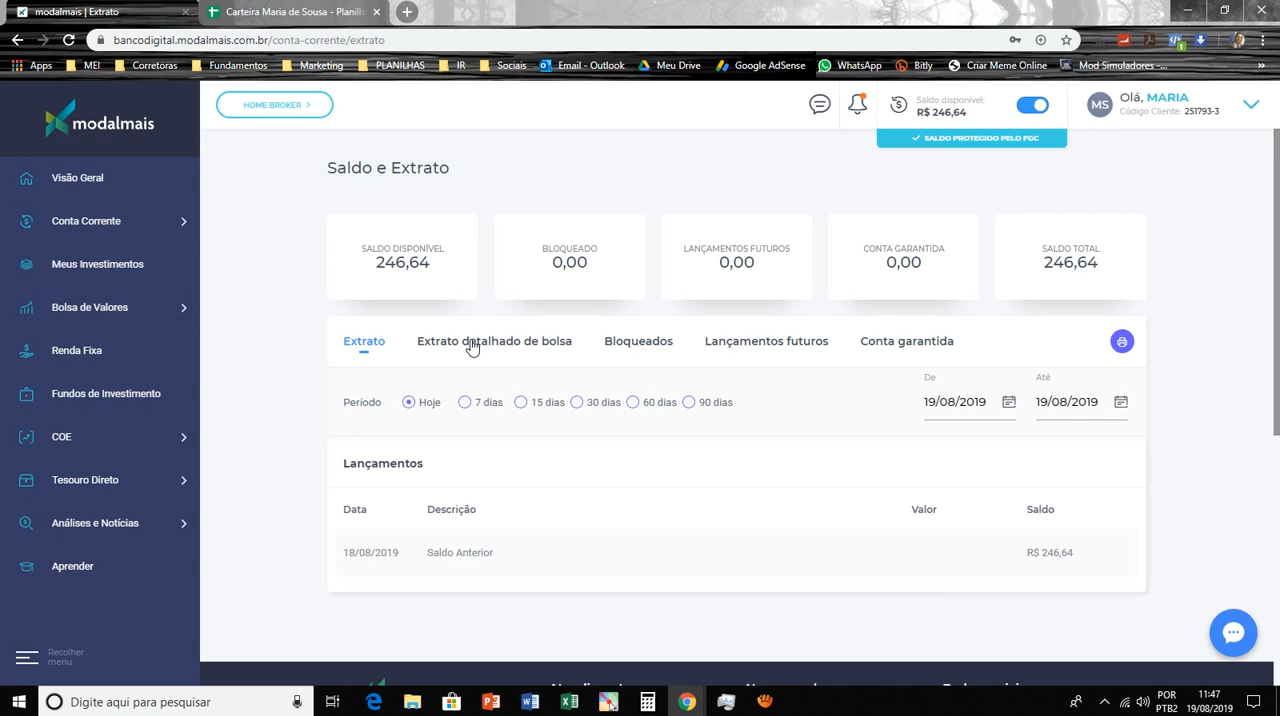 modalmais | Extrato
Carteira Maria de Sousa - Planilh
bancodigital.modalmais.com.br/conta-corrente/extrato
Apps
MEI
Corretoras
Fundamentos
Marketing
PLANILHAS
IR
Sociais
Email - Outlook
Meu Drive
Google AdSense
WhatsApp
Bitly
Criar Meme Online
Mod Simuladores -...
modalmais
HOME BROKER >
Saldo disponível:
R$ 246,64
SALDO PROTEGIDO PELO FGC
MS
Olá, MARIA
Código Cliente: 251793-3
Visão Geral
Conta Corrente
Meus Investimentos
Bolsa de Valores
Renda Fixa
Fundos de Investimento
COE
Tesouro Direto
Análises e Notícias
Aprender
Recolher
menu
Saldo e Extrato
SALDO DISPONÍVEL
246,64
BLOQUEADO
0,00
LANÇAMENTOS FUTUROS
0,00
CONTA GARANTIDA
0,00
SALDO TOTAL
246,64
Extrato
Extrato detalhado de bolsa
Bloqueados
Lançamentos futuros
Conta garantida
Período
Hoje
7 dias
15 dias
30 dias
60 dias
90 dias
De
19/08/2019
Até
19/08/2019
Lançamentos
Data Descrição Valor Saldo
18/08/2019 Saldo Anterior R$ 246,64
Digite aqui para pesquisar
POR
PTB2
11:47
19/08/2019